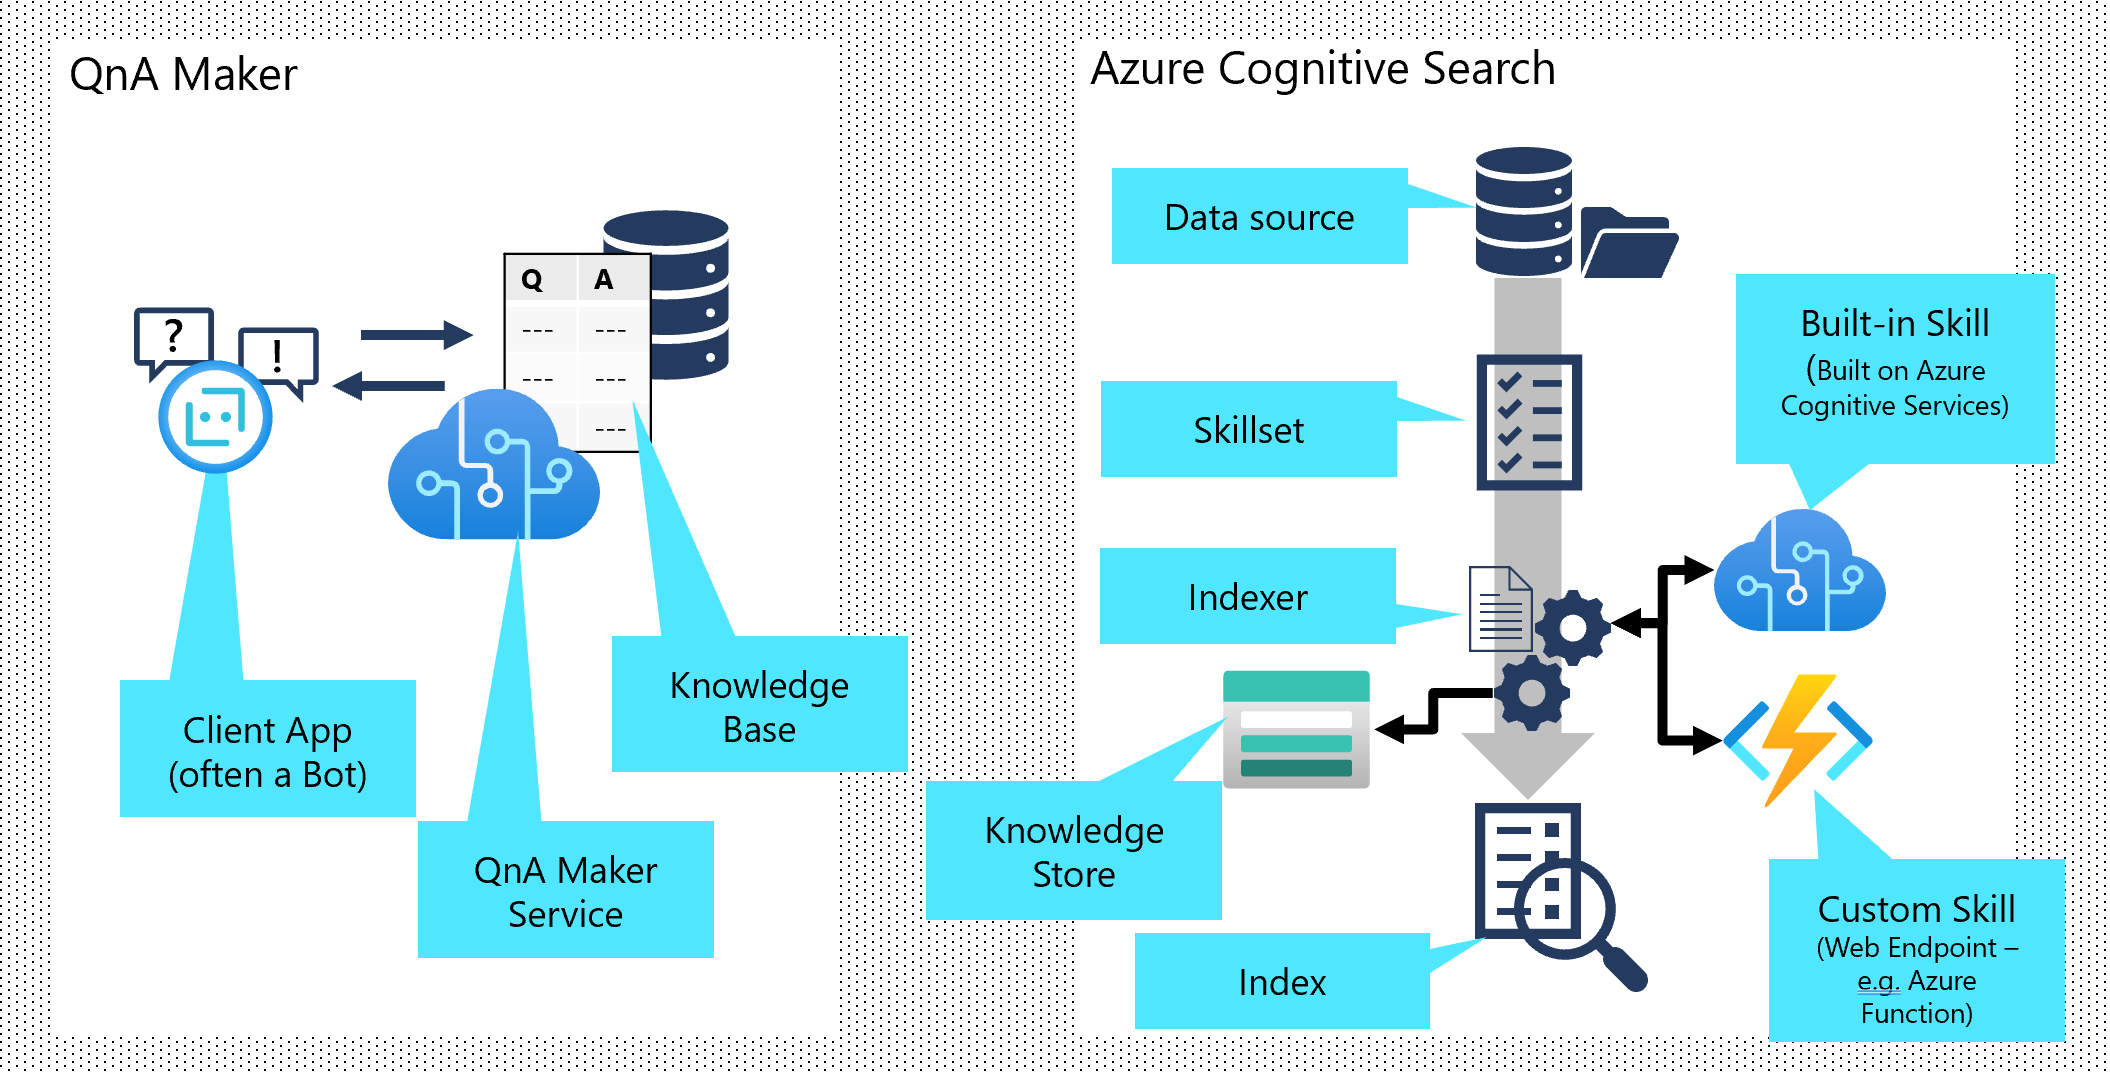 QnA Maker
?
!
Q A
--- ---
--- ---
---
Client App
(often a Bot)
QnA Maker
Service
Knowledge
Base
Azure Cognitive Search
Data source
Skillset
Indexer
Built-in Skill
(Built on Azure
Cognitive Services)
Knowledge
Store
Index
Custom Skill
(Web Endpoint –
e.g. Azure
Function)